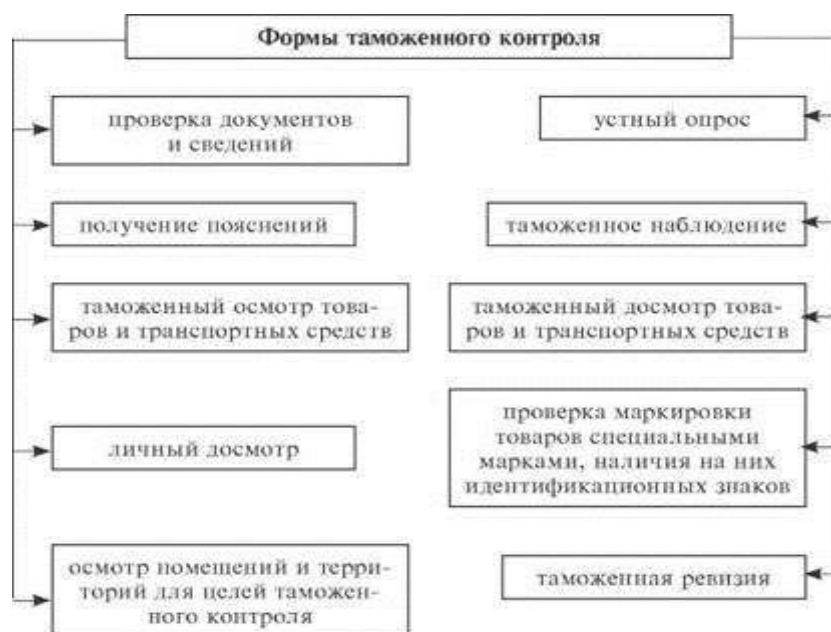 Формы таможенного контроля
проверка документов
и сведений
устный опрос
получение пояснений
таможенное наблюдение
таможенный осмотр това-
ров и транспортных средств
таможенный досмотр това-
ров и транспортных средств
личный досмотр
проверка маркировки
товаров специальными
марками, наличия на них
идентификационных знаков
осмотр помещений и терри-
торий для целей таможен-
ного контроля
таможенная ревизия